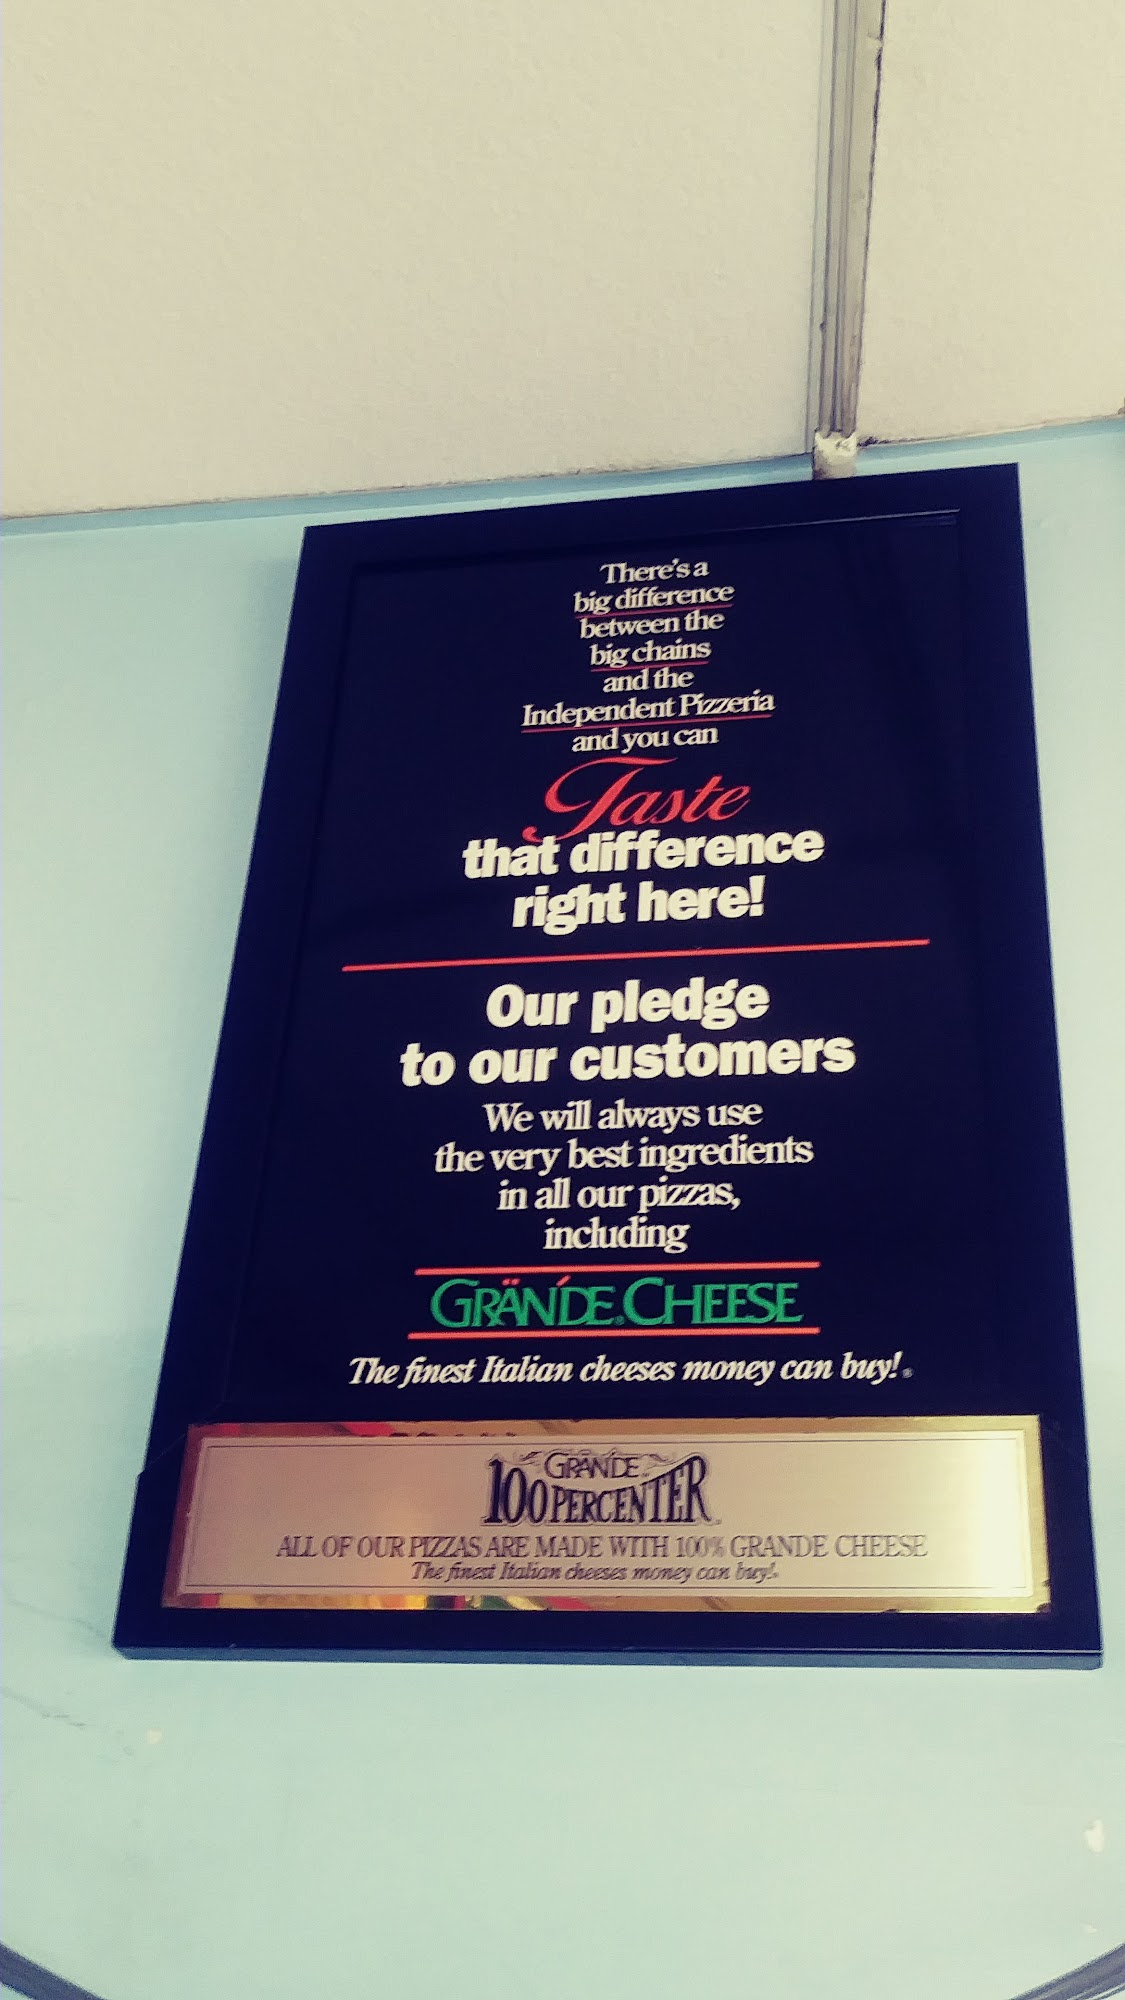 There's a
big difference
between the
big chains
and the
Independent Pizzeria
and you can
Taste
that difference
right here!
Our pledge
to our customers
We will always use
the very best ingredients
in all our pizzas,
including
GRÄNDÉ® CHEESE
The finest Italian cheeses money can buy!®
GRÄNDÉ
100 PERCENTER
ALL OF OUR PIZZAS ARE MADE WITH 100% GRANDE CHEESE
The finest Italian cheeses money can buy!®